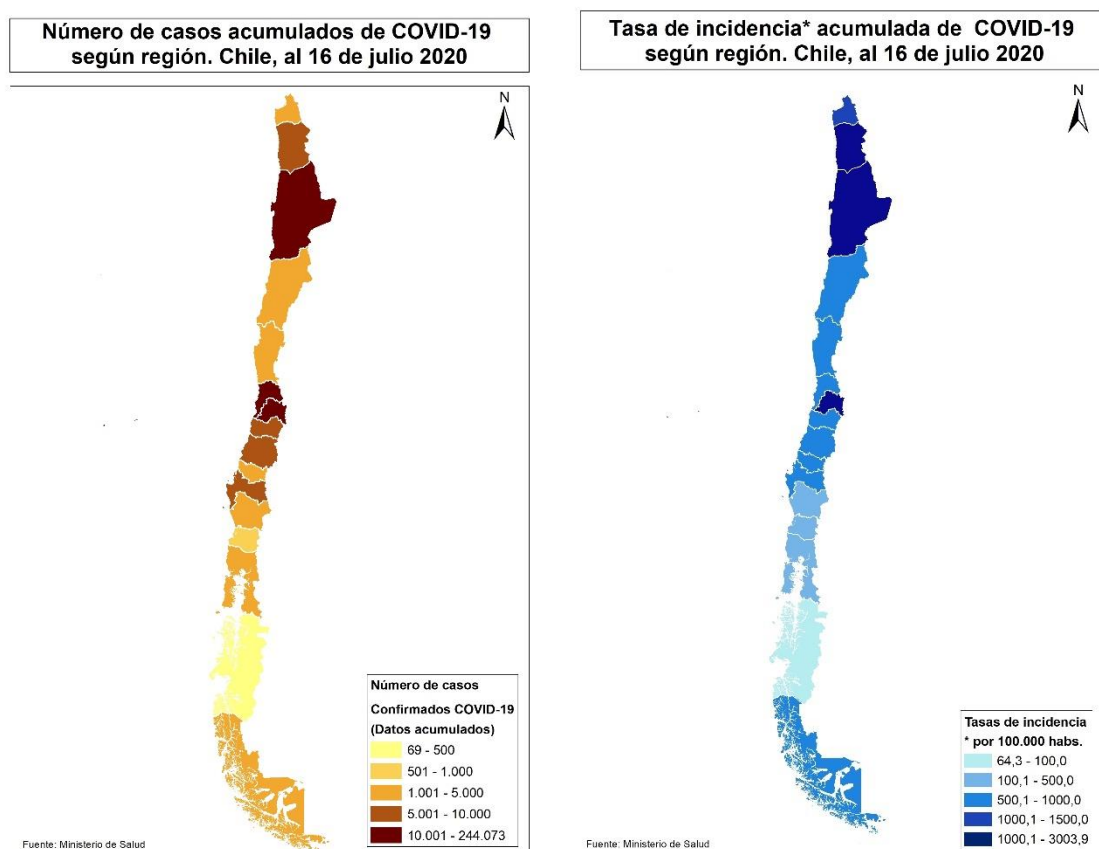 Número de casos acumulados de COVID-19
según región. Chile, al 16 de julio 2020
N
Número de casos
Confirmados COVID-19
(Datos acumulados)
69 - 500
501 - 1.000
1.001 - 5.000
5.001 - 10.000
10.001 - 244.073
Fuente: Ministerio de Salud
Tasa de incidencia* acumulada de COVID-19
según región. Chile, al 16 de julio 2020
N
Tasas de incidencia
* por 100.000 habs.
64,3 - 100,0
100,1 - 500,0
500,1 - 1000,0
1000,1 - 1500,0
1000,1 - 3003,9
Fuente: Ministerio de Salud